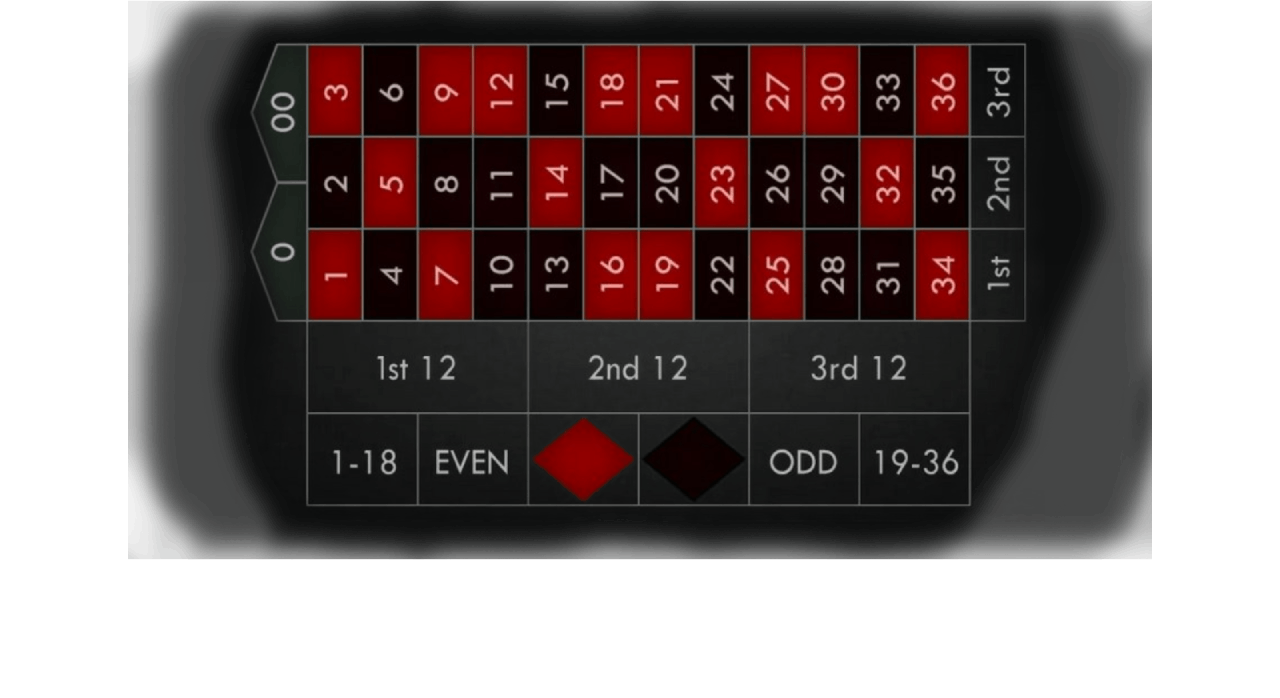 00 3 6 9 12 15 18 21 24 27 30 33 36 3rd
2 5 8 11 14 17 20 23 26 29 32 35 2nd
0 1 4 7 10 13 16 19 22 25 28 31 34 1st
1st 12 2nd 12 3rd 12
1-18 EVEN ODD 19-36